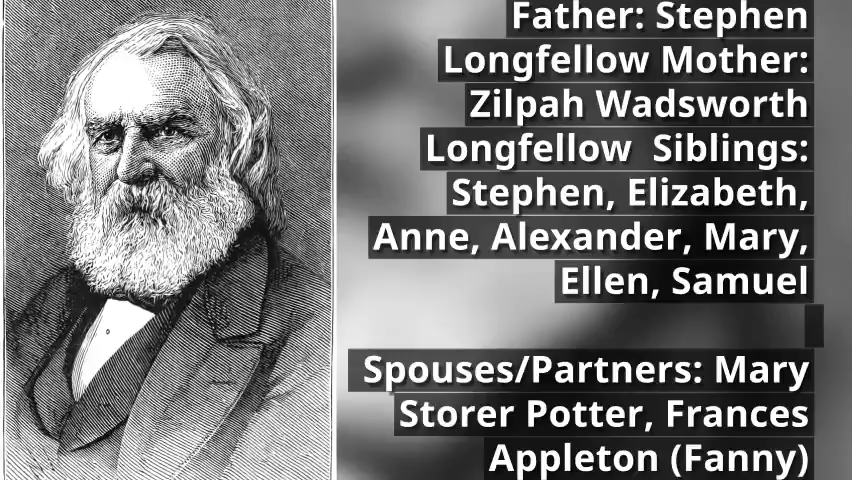 Father: Stephen
Longfellow Mother:
Zilpah Wadsworth
Longfellow  Siblings:
Stephen, Elizabeth,
Anne, Alexander, Mary,
Ellen, Samuel
Spouses/Partners: Mary
Storer Potter, Frances
Appleton (Fanny)